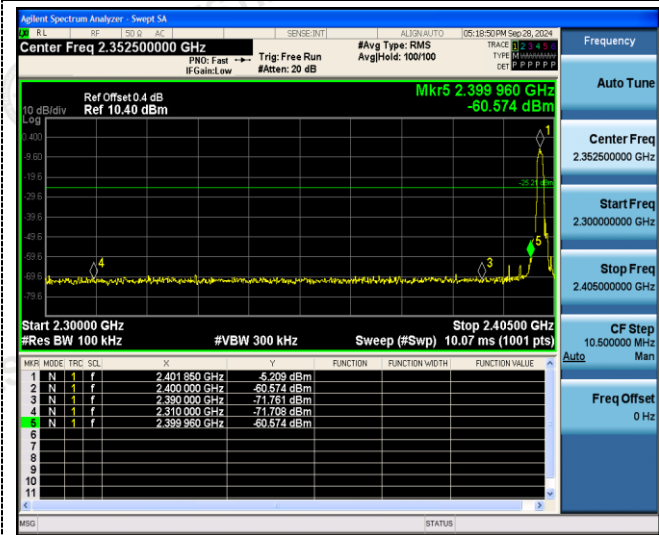 Agilent Spectrum Analyzer - Swept SA
RL RF 50 Ω AC SENSE:INT ALIGNAUTO 05:18:50 PM Sep 28, 2024
Center Freq 2.352500000 GHz
PNO: Fast
IFGain:Low
Trig: Free Run
#Atten: 20 dB
#Avg Type: RMS
Avg|Hold: 100/100
TRACE 1 2 3 4 5 6
TYPE M
DET P P P P P P
Frequency
Auto Tune
Center Freq
2.352500000 GHz
Start Freq
2.300000000 GHz
Stop Freq
2.405000000 GHz
CF Step
10.500000 MHz
Auto Man
Freq Offset
0 Hz
Mkr5 2.399 960 GHz
-60.574 dBm
Ref Offset 0.4 dB
Ref 10.40 dBm
10 dB/div
Log
0.400
-9.60
-19.6
-29.6
-39.6
-49.6
-59.6
-69.6
-79.6
-25.21 dBm
1
5
3
4
Start 2.30000 GHz
Stop 2.40500 GHz
#Res BW 100 kHz
#VBW 300 kHz
Sweep (#Swp) 10.07 ms (1001 pts)
MKR MODE TRC SCL X Y FUNCTION FUNCTION WIDTH FUNCTION VALUE
1 N 1 f 2.401 850 GHz -5.209 dBm
2 N 1 f 2.400 000 GHz -60.574 dBm
3 N 1 f 2.390 000 GHz -71.761 dBm
4 N 1 f 2.310 000 GHz -71.708 dBm
5 N 1 f 2.399 960 GHz -60.574 dBm
6
7
8
9
10
11
MSG
STATUS